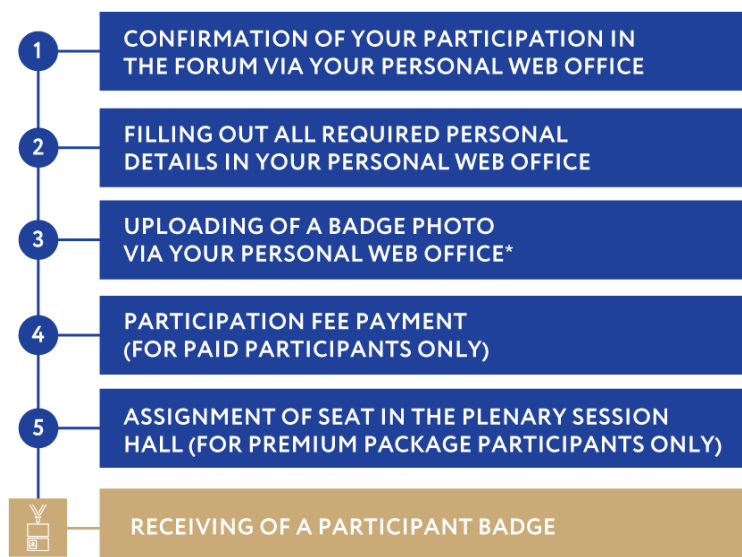 1
CONFIRMATION OF YOUR PARTICIPATION IN
THE FORUM VIA YOUR PERSONAL WEB OFFICE
2
FILLING OUT ALL REQUIRED PERSONAL
DETAILS IN YOUR PERSONAL WEB OFFICE
3
UPLOADING OF A BADGE PHOTO
VIA YOUR PERSONAL WEB OFFICE*
4
PARTICIPATION FEE PAYMENT
(FOR PAID PARTICIPANTS ONLY)
5
ASSIGNMENT OF SEAT IN THE PLENARY SESSION
HALL (FOR PREMIUM PACKAGE PARTICIPANTS ONLY)
RECEIVING OF A PARTICIPANT BADGE